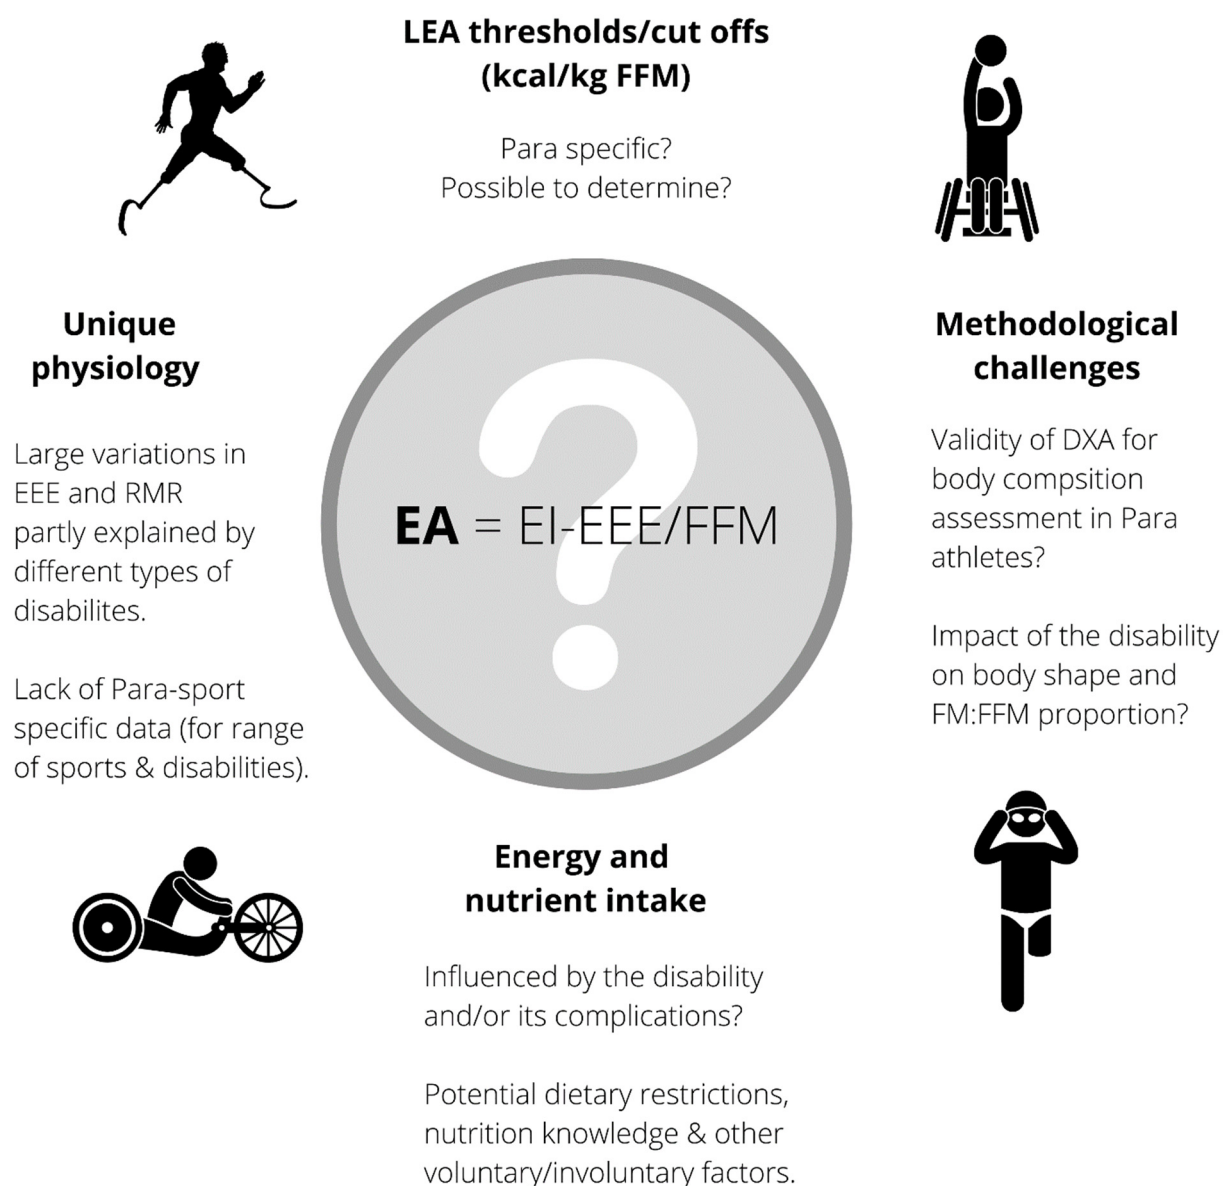 LEA thresholds/cut offs
(kcal/kg FFM)
Para specific?
Possible to determine?
Unique
physiology
Large variations in
EEE and RMR
partly explained by
different types of
disabilites.
Lack of Para-sport
specific data (for range
of sports & disabilities).
?
EA = EI-EEE/FFM
Methodological
challenges
Validity of DXA for
body compsition
assessment in Para
athletes?
Impact of the disability
on body shape and
FM:FFM proportion?
Energy and
nutrient intake
Influenced by the disability
and/or its complications?
Potential dietary restrictions,
nutrition knowledge & other
voluntary/involuntary factors.